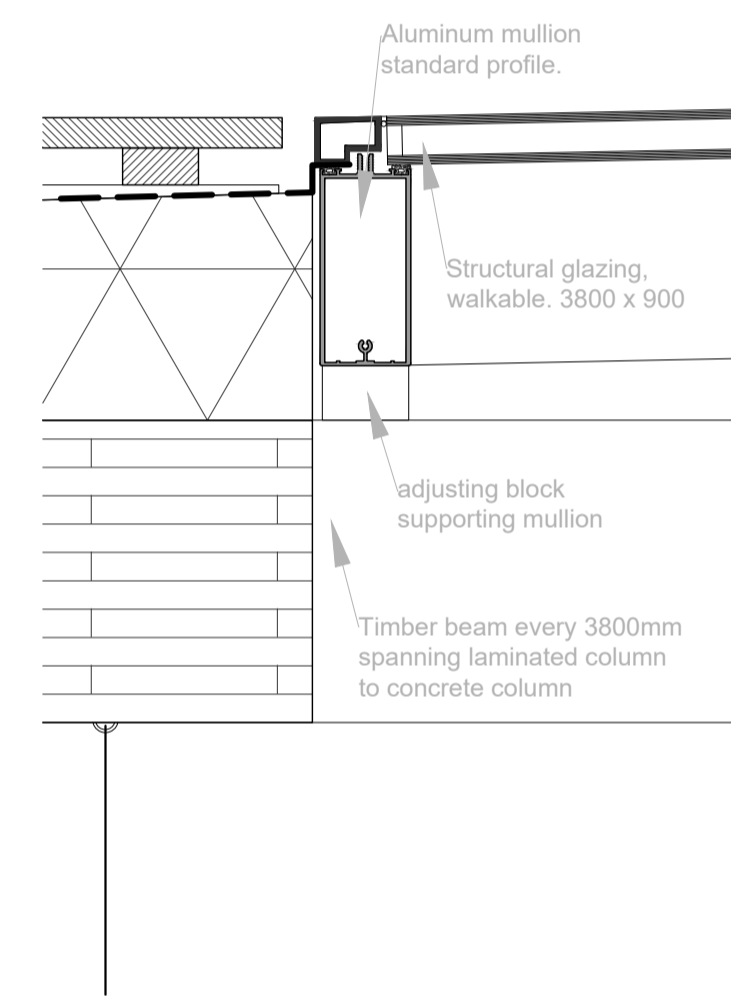 Aluminum mullion
standard profile.
Structural glazing,
walkable. 3800 x 900
adjusting block
supporting mullion
Timber beam every 3800mm
spanning laminated column
to concrete column